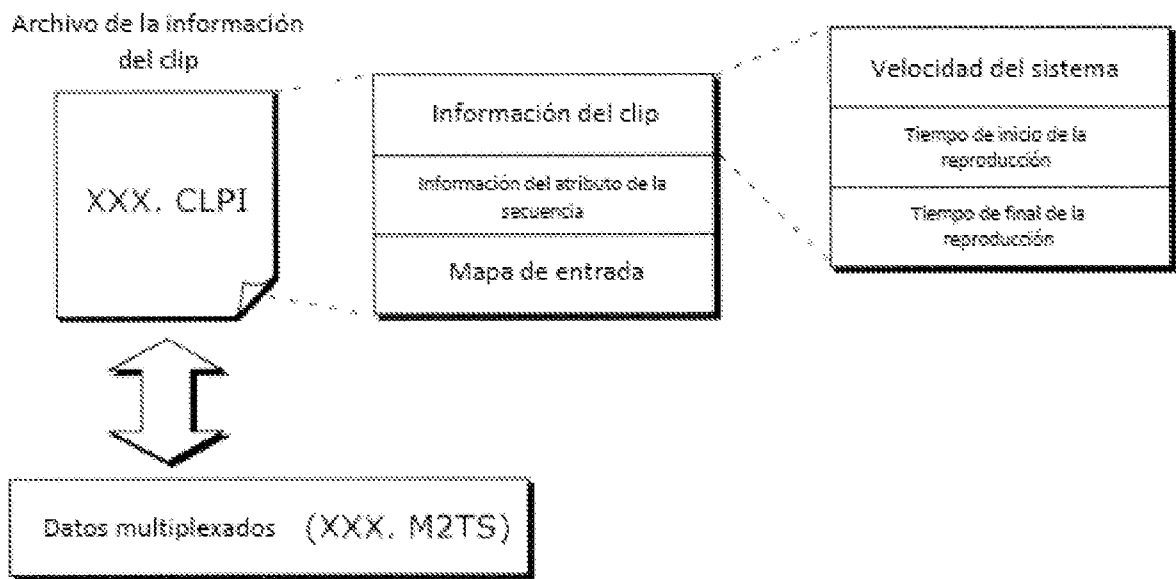 Archivo de la información
del clip
XXX. CLPI
Información del clip
Información del atributo de la
secuencia
Mapa de entrada
Velocidad del sistema
Tiempo de inicio de la
reproducción
Tiempo de final de la
reproducción
Datos multiplexados (XXX. M2TS)